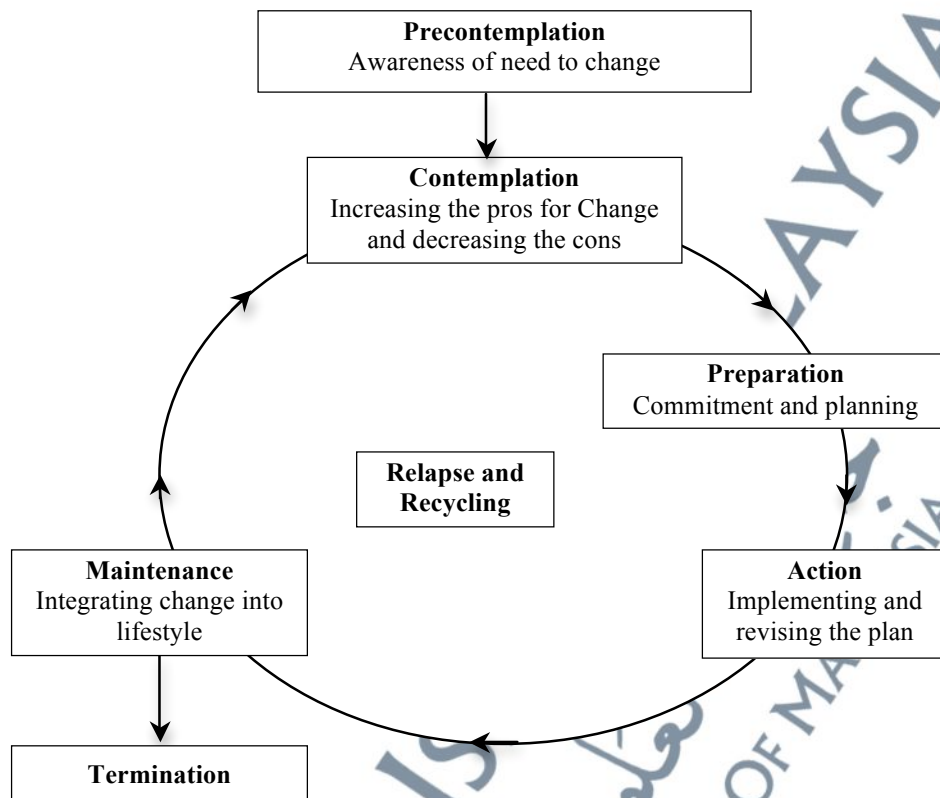 Precontemplation
Awareness of need to change
Contemplation
Increasing the pros for Change
and decreasing the cons
Preparation
Commitment and planning
Relapse and
Recycling
Maintenance
Integrating change into
lifestyle
Action
Implementing and
revising the plan
Termination